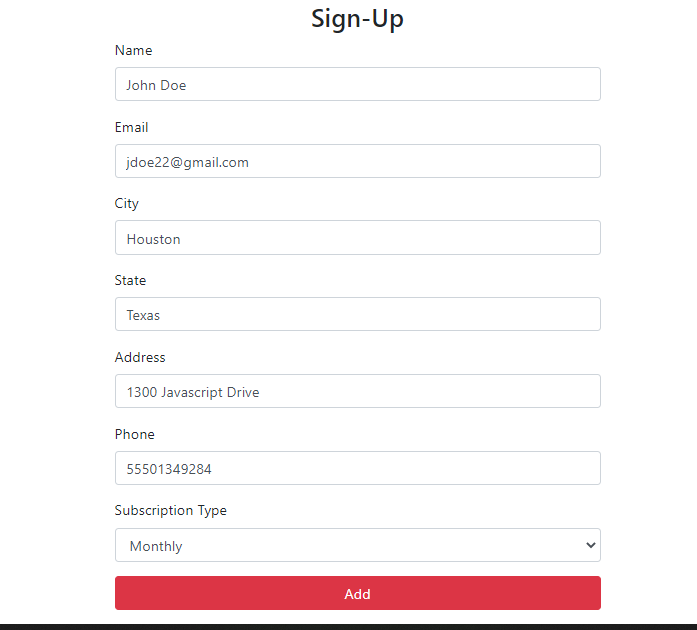 Sign-Up
Name
John Doe
Email
jdoe22@gmail.com
City
Houston
State
Texas
Address
1300 Javascript Drive
Phone
55501349284
Subscription Type
Monthly
Add